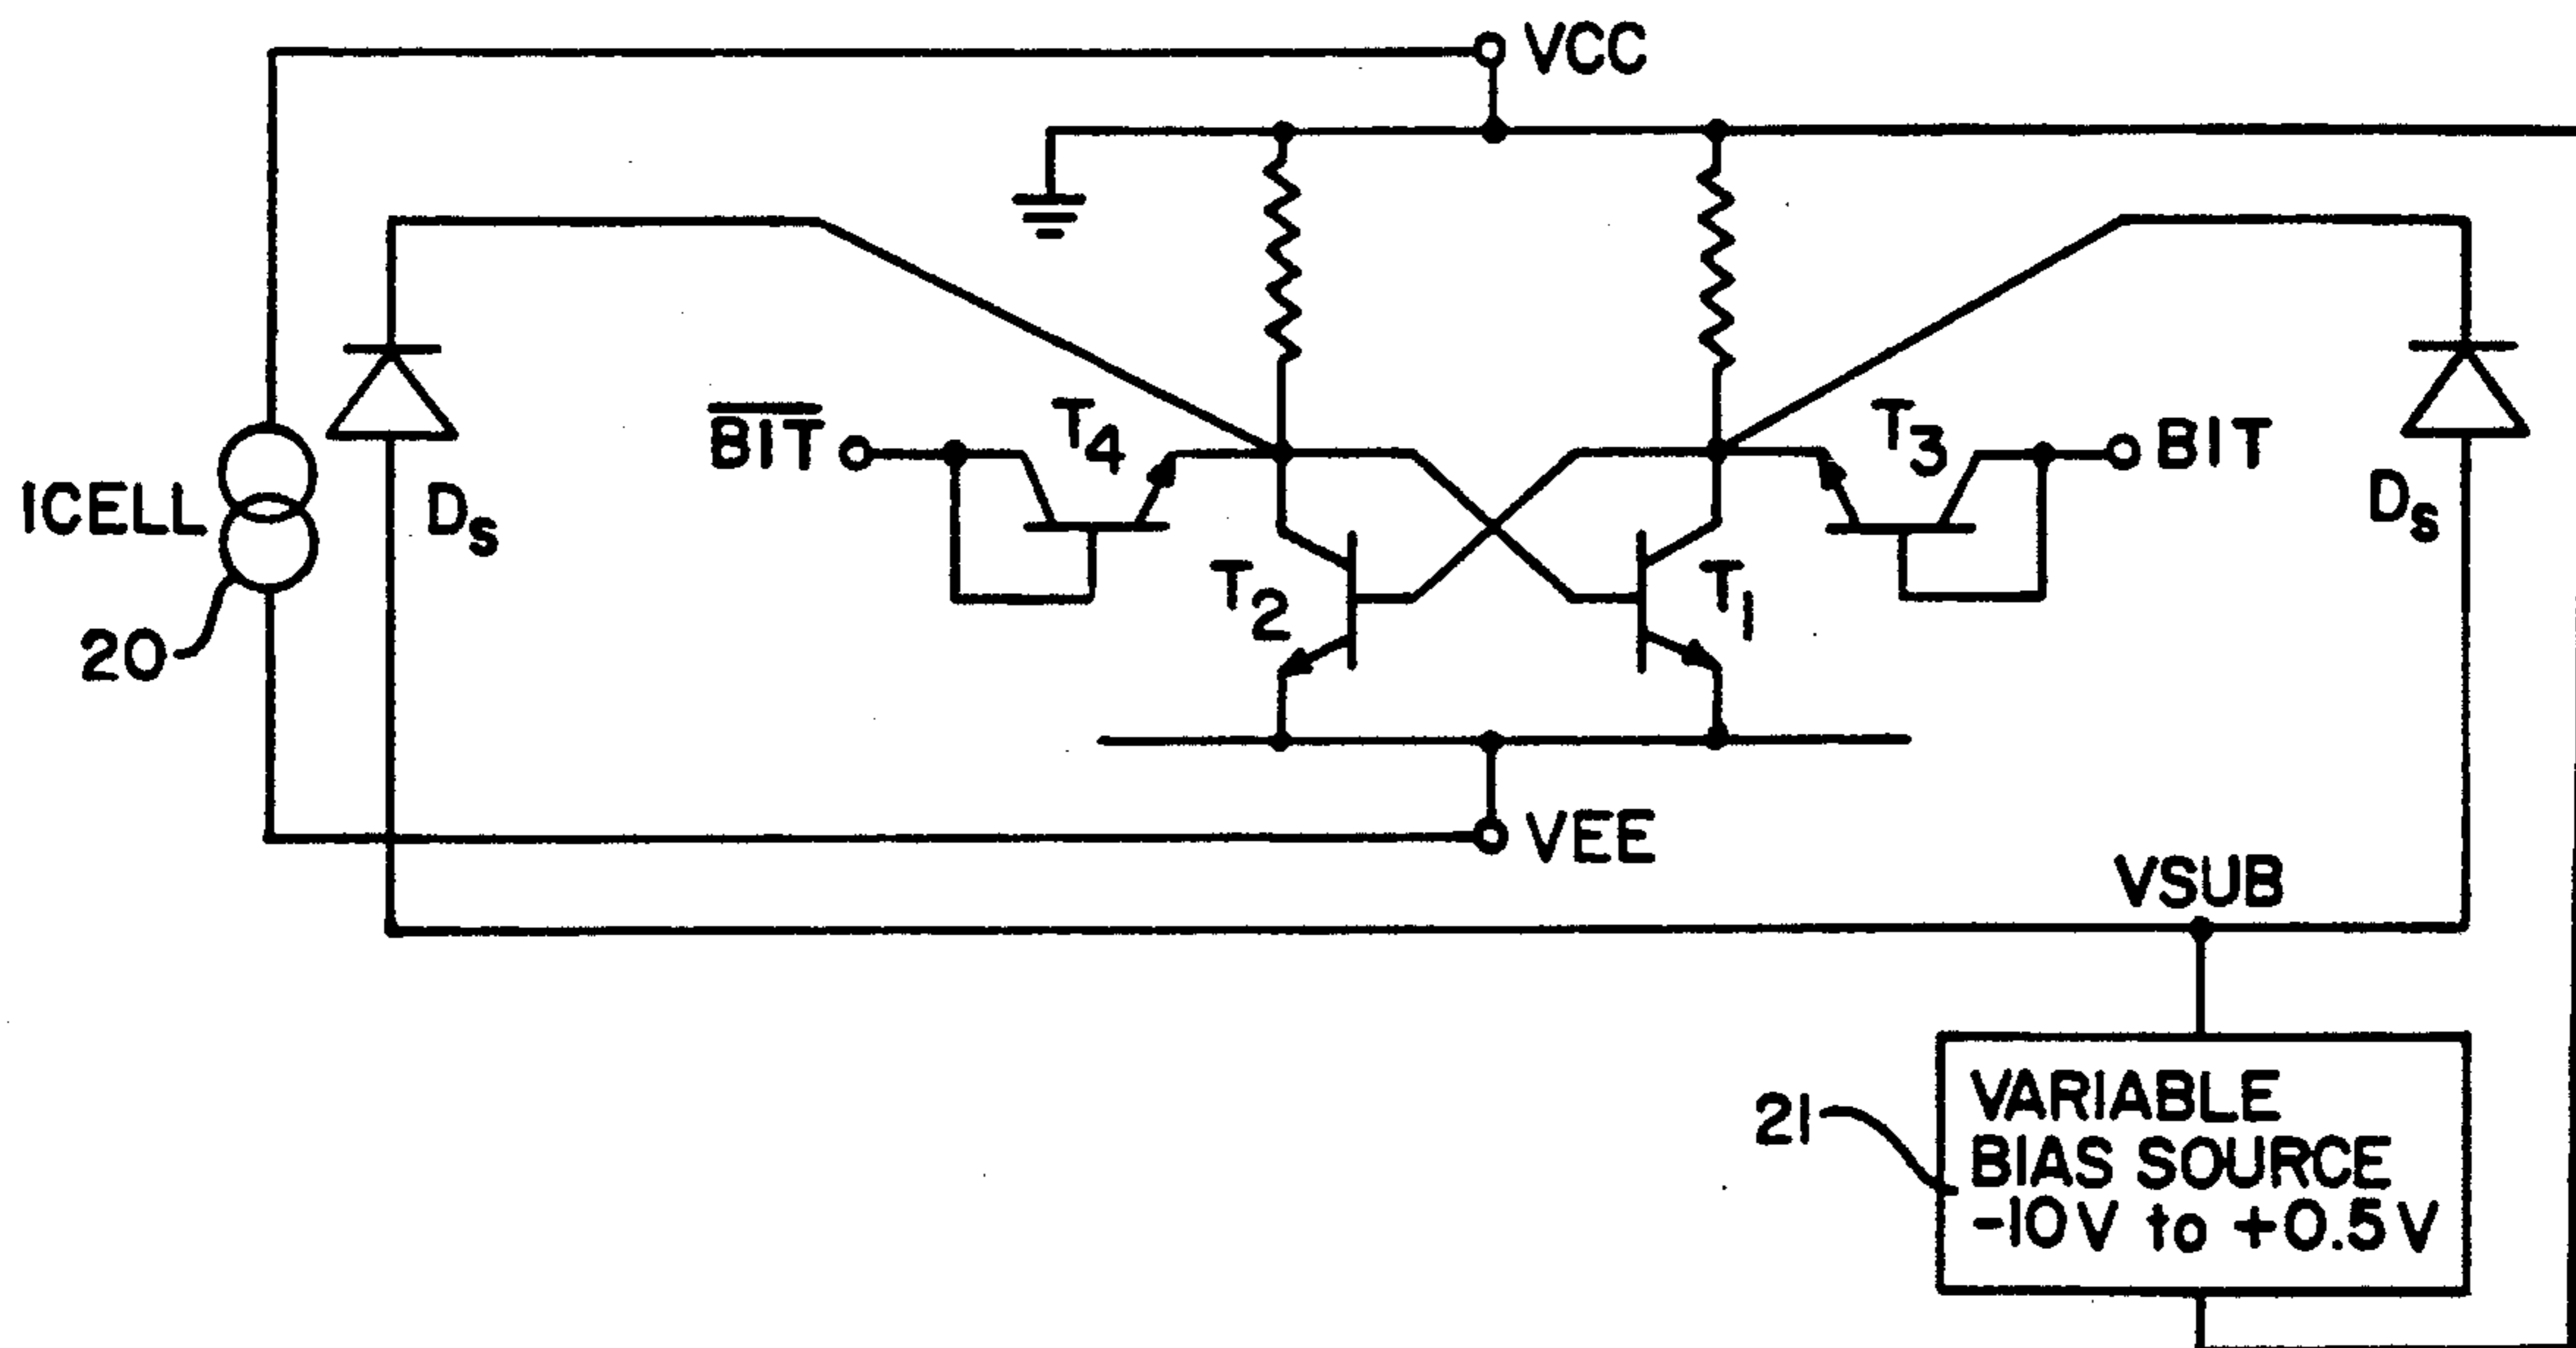 VCC
BIT
T4
T3
BIT
ICELL
Ds
Ds
T2
T1
20
VEE
VSUB
21
VARIABLE
BIAS SOURCE
-10V to +0.5V